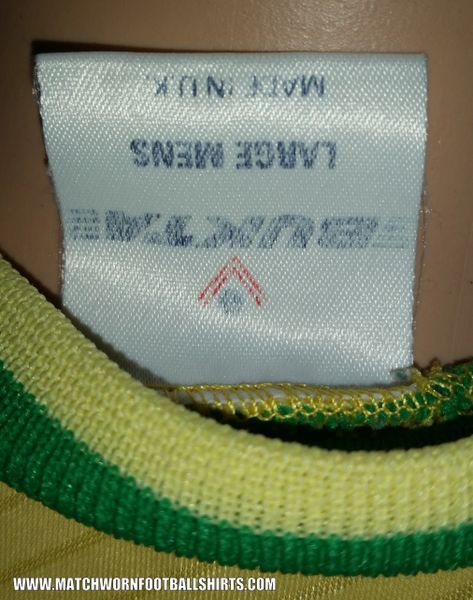 BUKTA
LARGE MENS
MADE IN U.K.
WWW.MATCHWORNFOOTBALLSHIRTS.COM